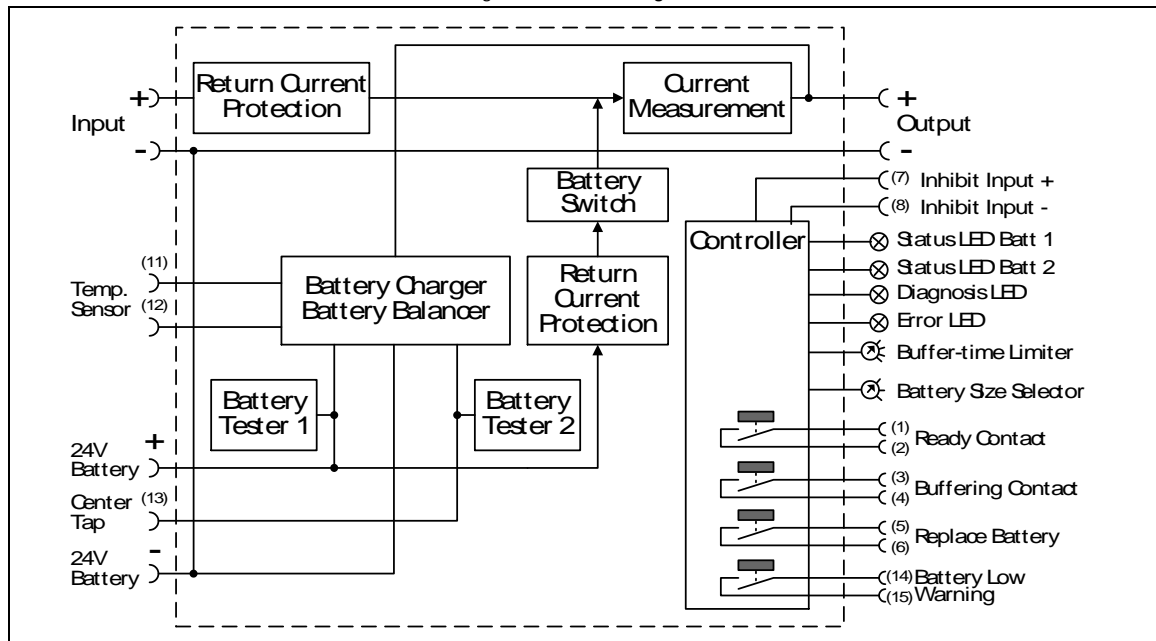 Return Current
Protection
Current
Measurement
+
Input
-
+
Output
-
Battery
Switch
(7) Inhibit Input +
(8) Inhibit Input -
Controller
Status LED Batt 1
Status LED Batt 2
Diagnosis LED
Error LED
Buffer-time Limiter
Battery Size Selector
(11)
Temp.
Sensor (12)
Battery Charger
Battery Balancer
Return
Current
Protection
Battery
Tester 1
Battery
Tester 2
+
24V
Battery
Center (13)
Tap
-
24V
Battery
(1)
(2) Ready Contact
(3)
(4) Buffering Contact
(5)
(6) Replace Battery
(14) Battery Low
(15) Warning